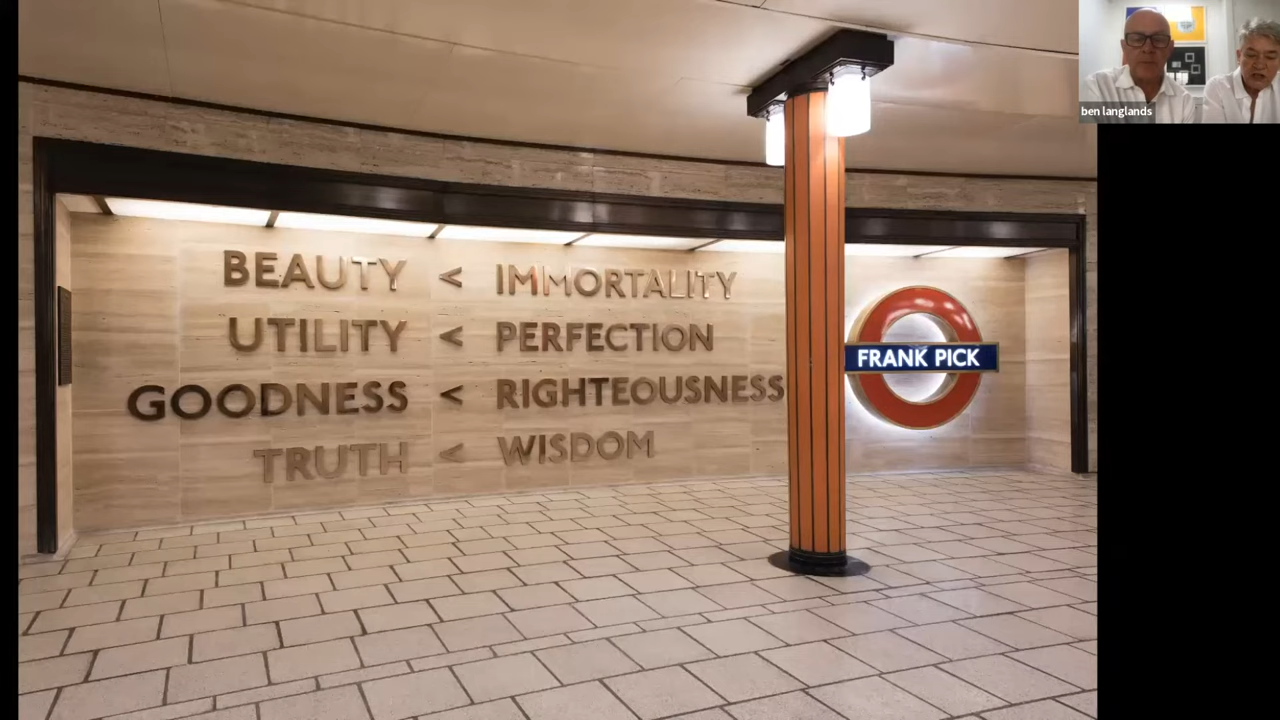 ben langlands
BEAUTY < IMMORTALITY
UTILITY < PERFECTION
GOODNESS < RIGHTEOUSNESS
TRUTH < WISDOM
FRANK PICK